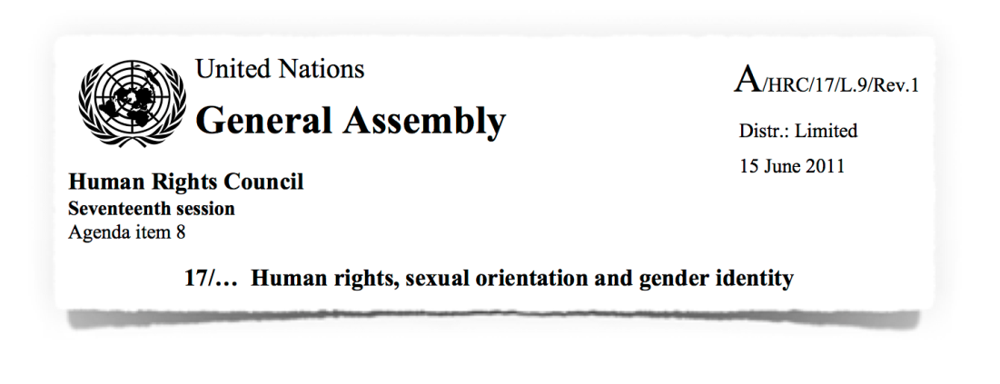 United Nations
General Assembly
A/HRC/17/L.9/Rev.1
Distr.: Limited
15 June 2011
Human Rights Council
Seventeenth session
Agenda item 8
17/… Human rights, sexual orientation and gender identity